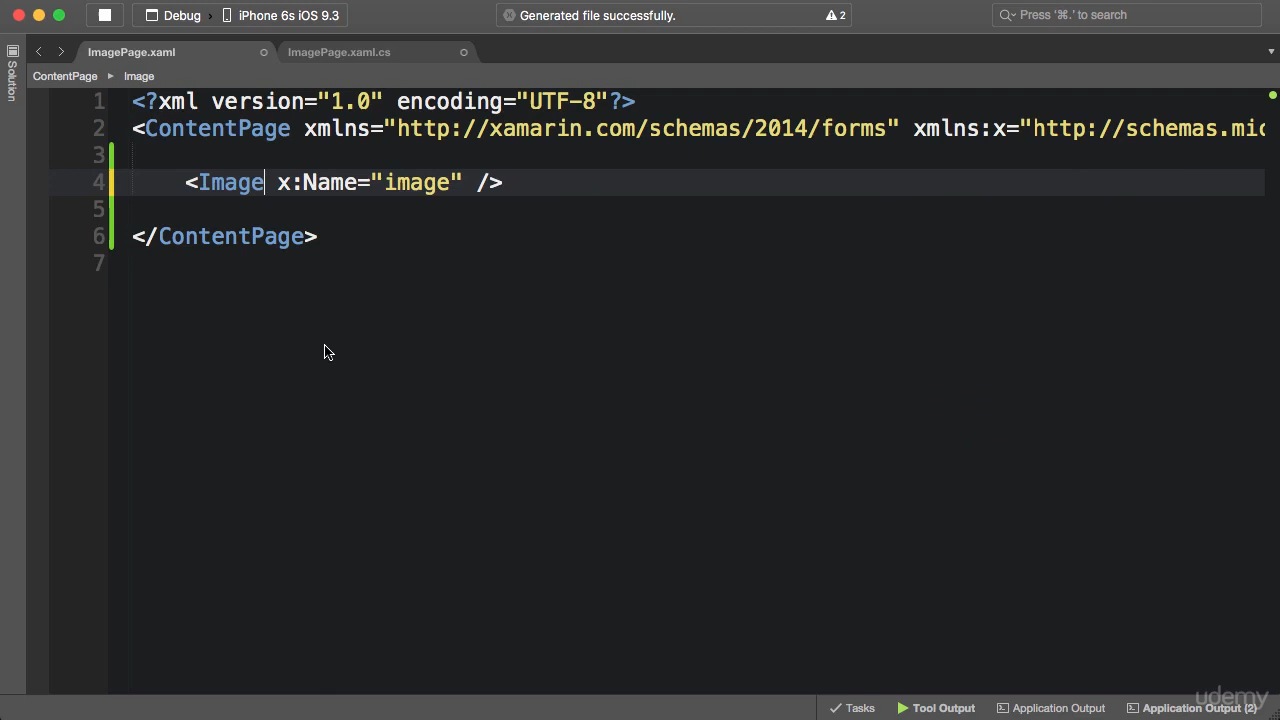 Debug
iPhone 6s iOS 9.3
Generated file successfully.
2
Press '⌘.' to search
Solution
ImagePage.xaml
ImagePage.xaml.cs
ContentPage
Image
1 <?xml version="1.0" encoding="UTF-8"?>
2 <ContentPage xmlns="http://xamarin.com/schemas/2014/forms" xmlns:x="http://schemas.mic
3
4 <Image x:Name="image" />
5
6 </ContentPage>
7
Tasks
Tool Output
Application Output
Application Output (2)
udemy